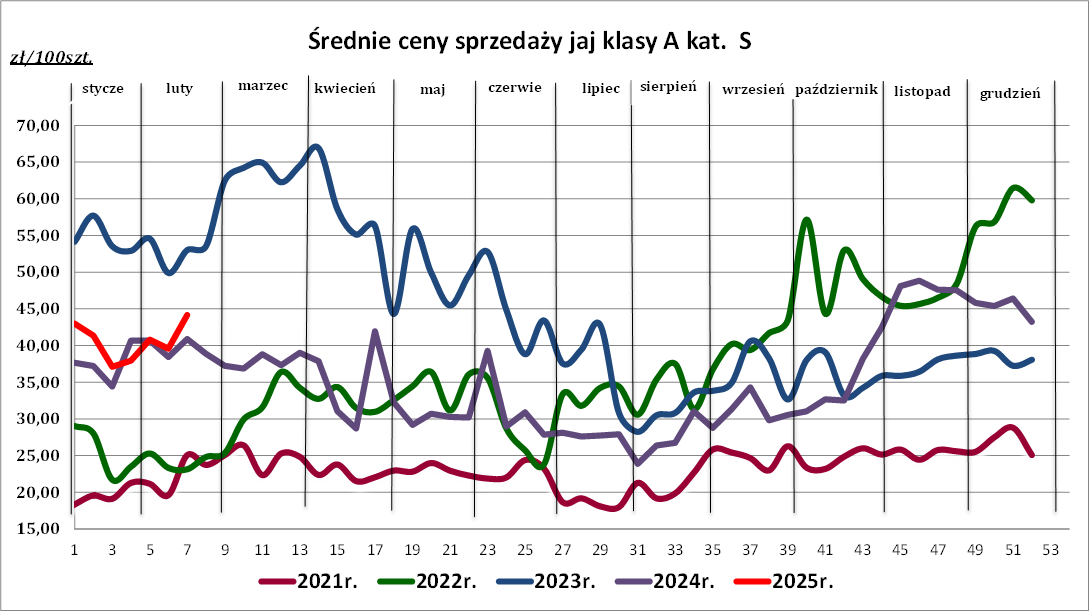 Średnie ceny sprzedaży jaj klasy A kat. S
zł/100szt.
stycze luty marzec kwiecień maj czerwie lipiec sierpień wrzesień październik listopad grudzień
70,00
65,00
60,00
55,00
50,00
45,00
40,00
35,00
30,00
25,00
20,00
15,00
1 3 5 7 9 11 13 15 17 19 21 23 25 27 29 31 33 35 37 39 41 43 45 47 49 51 53
2021r. 2022r. 2023r. 2024r. 2025r.